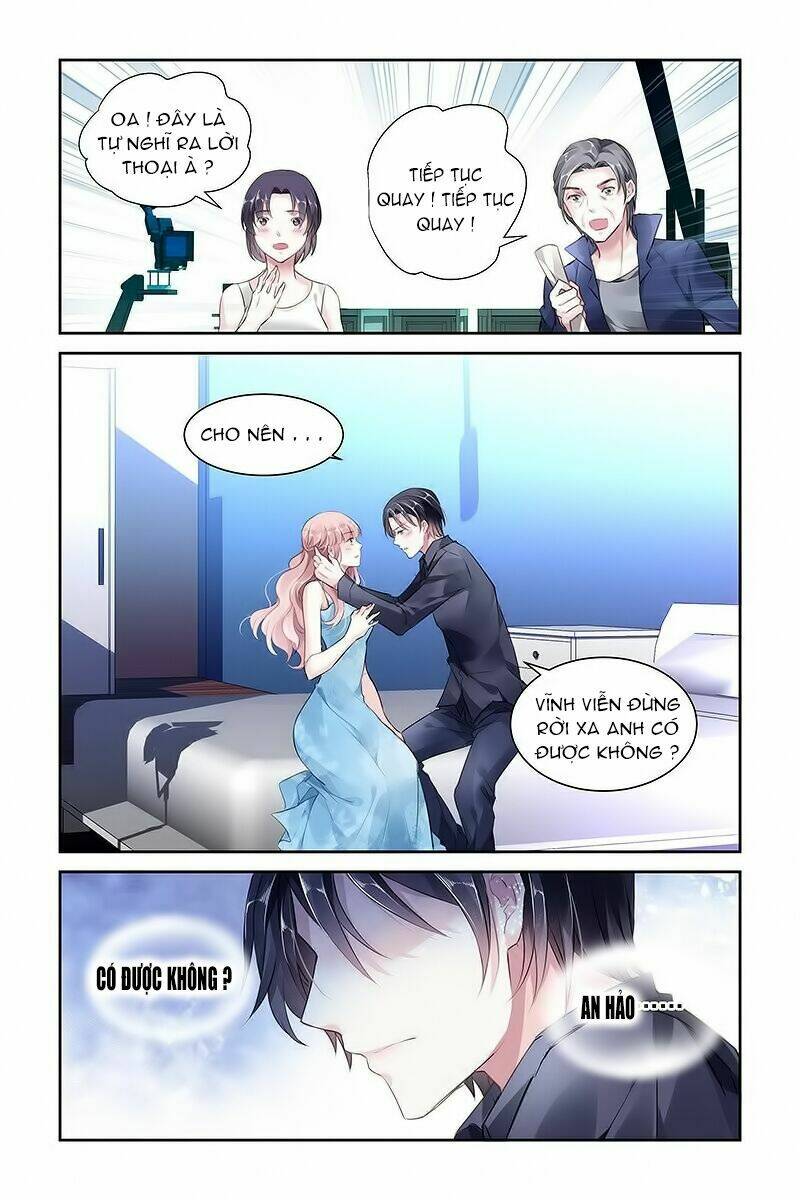 OA ! ĐÂY LÀ
TỰ NGHĨ RA LỜI
THOẠI À ?
TIẾP TỤC
QUAY ! TIẾP TỤC
QUAY !
CHO NÊN . . .
VĨNH VIỄN ĐỪNG
RỜI XA ANH CÓ
ĐƯỢC KHÔNG ?
CÓ ĐƯỢC KHÔNG ?
AN HẢO ......